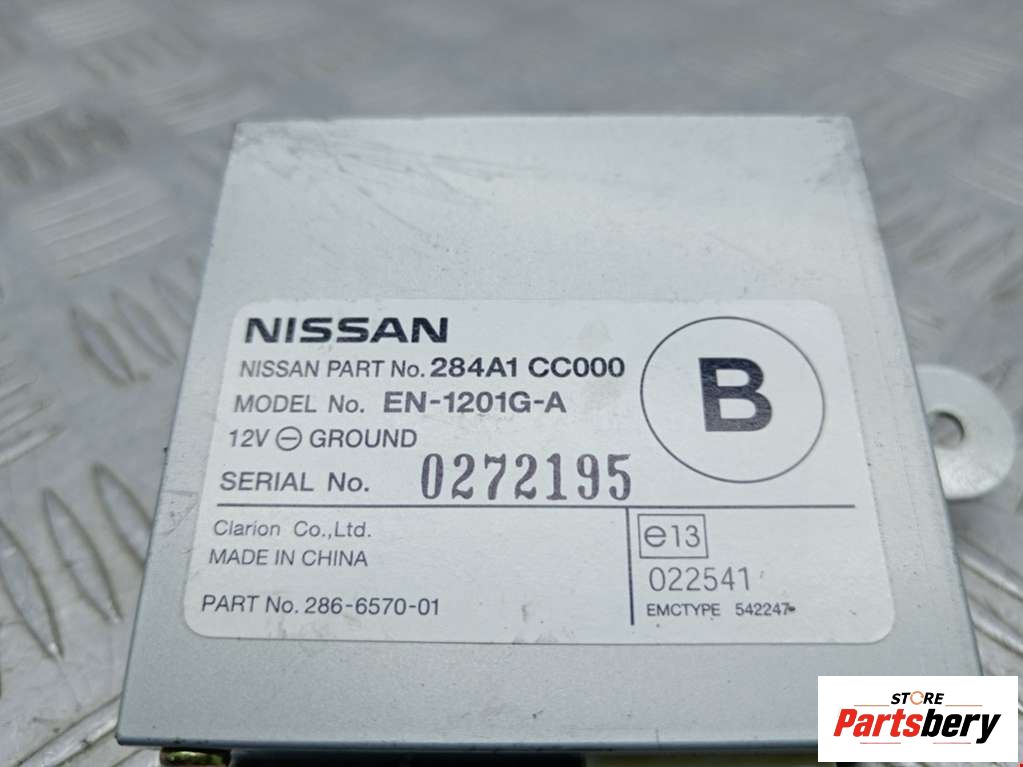 NISSAN
NISSAN PART No. 284A1 CC000
MODEL No. EN-1201G-A
12V ⊖ GROUND
SERIAL No. 0272195
B
Clarion Co.,Ltd.
MADE IN CHINA
PART No. 286-6570-01
e13
022541
EMCTYPE 542247
STORE
Partsbery